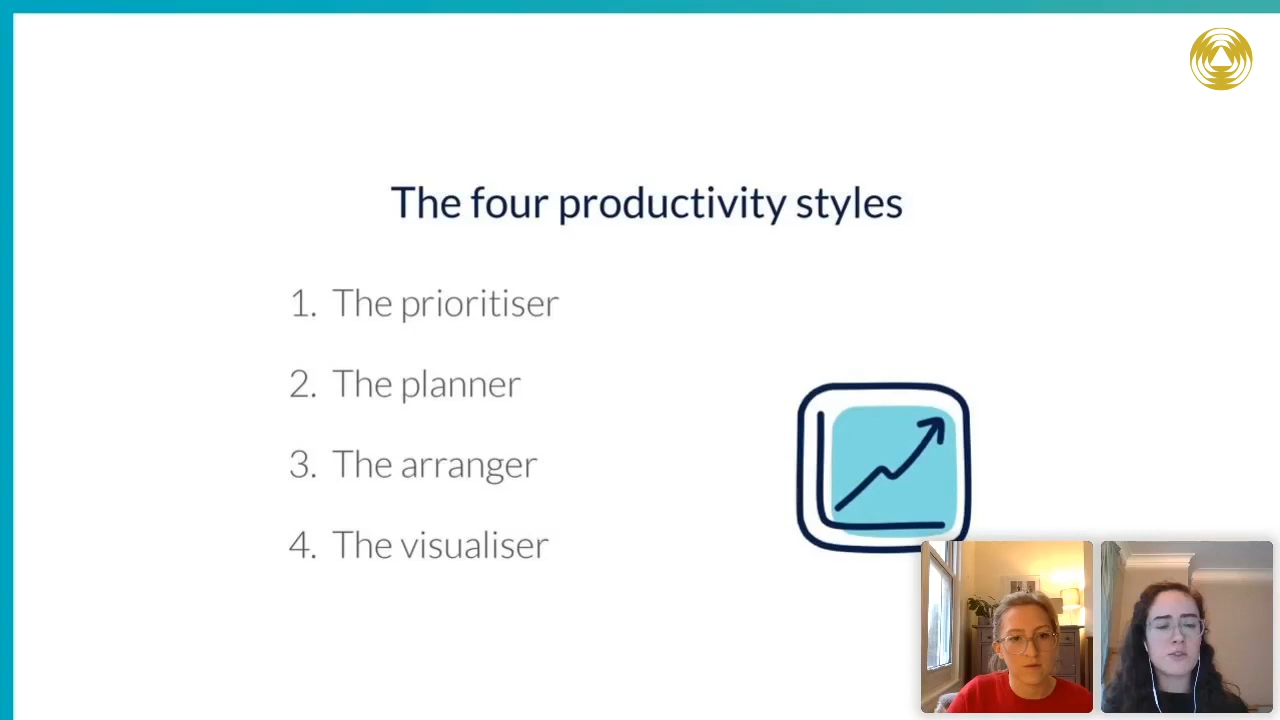 The four productivity styles
1. The prioritiser
2. The planner
3. The arranger
4. The visualiser